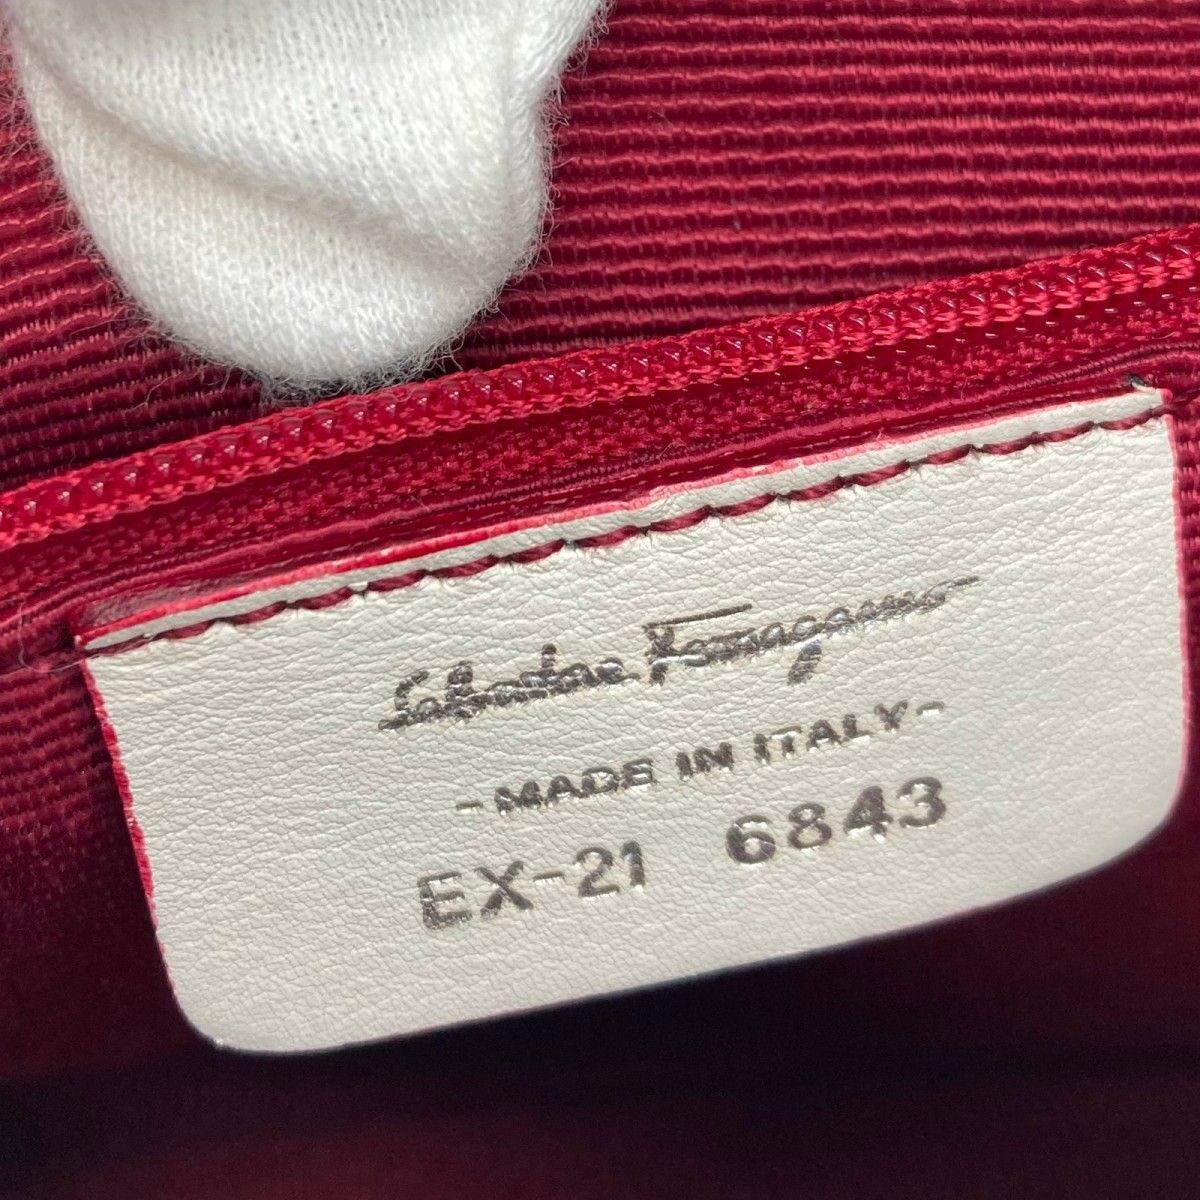 Salvatore Ferragamo
-MADE IN ITALY-
EX-21 6843